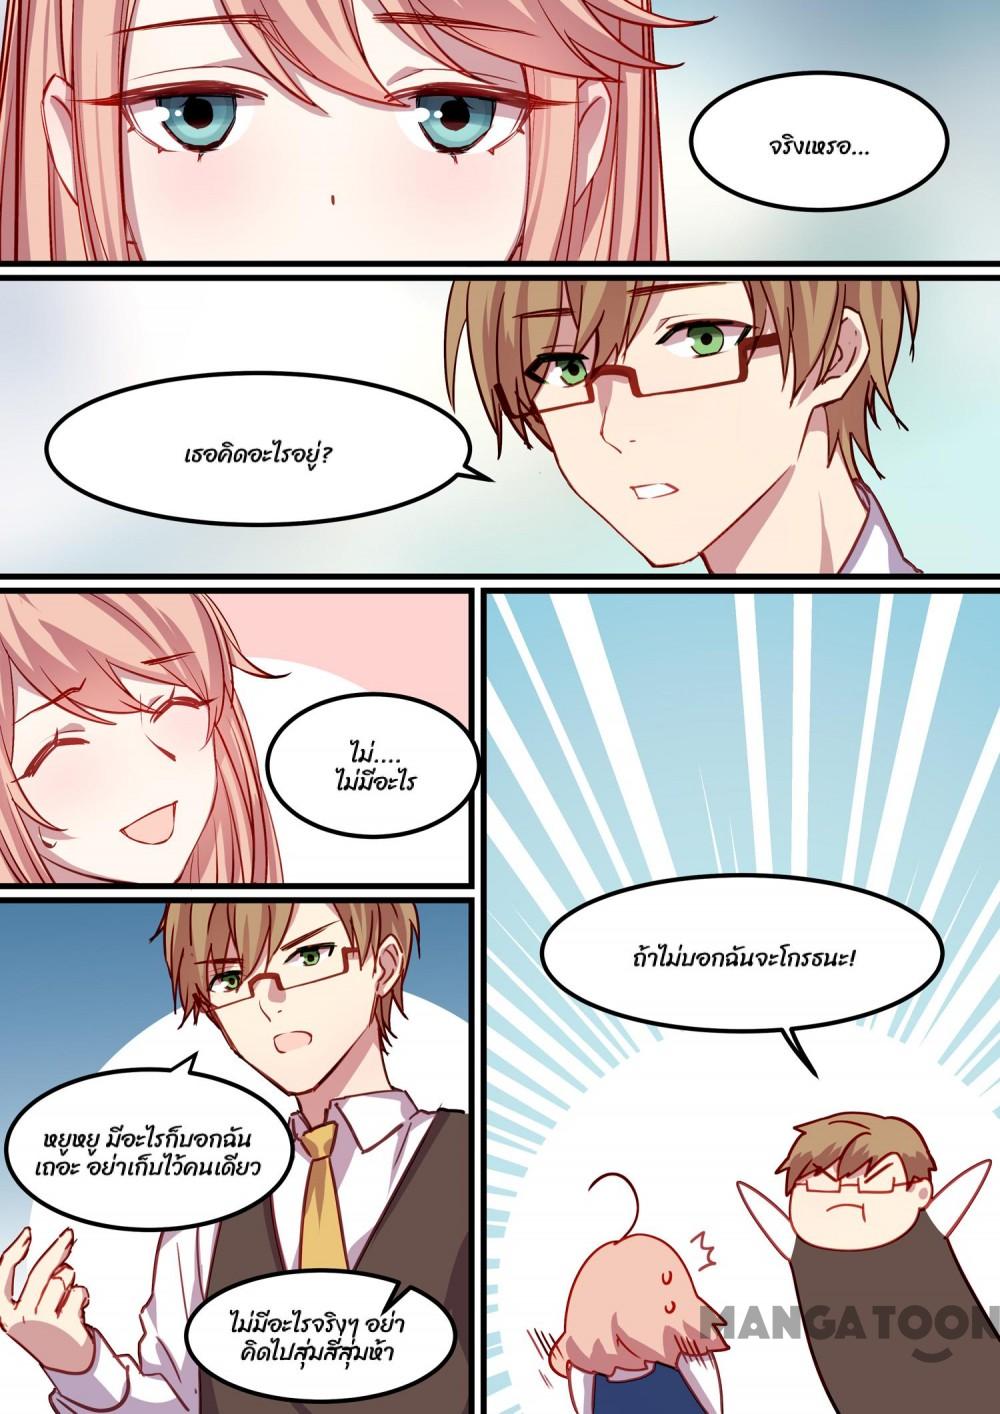 จริงเหรอ...
เธอคิดอะไรอยู่?
ไม่....
ไม่มีอะไร
หยูหยู มีอะไรก็บอกฉัน
เถอะ อย่าเก็บไว้คนเดียว
ไม่มีอะไรจริงๆ อย่า
คิดไปสุ่มสี่สุ่มห้า
ถ้าไม่บอกฉันจะโกรธนะ!
MANGATOON